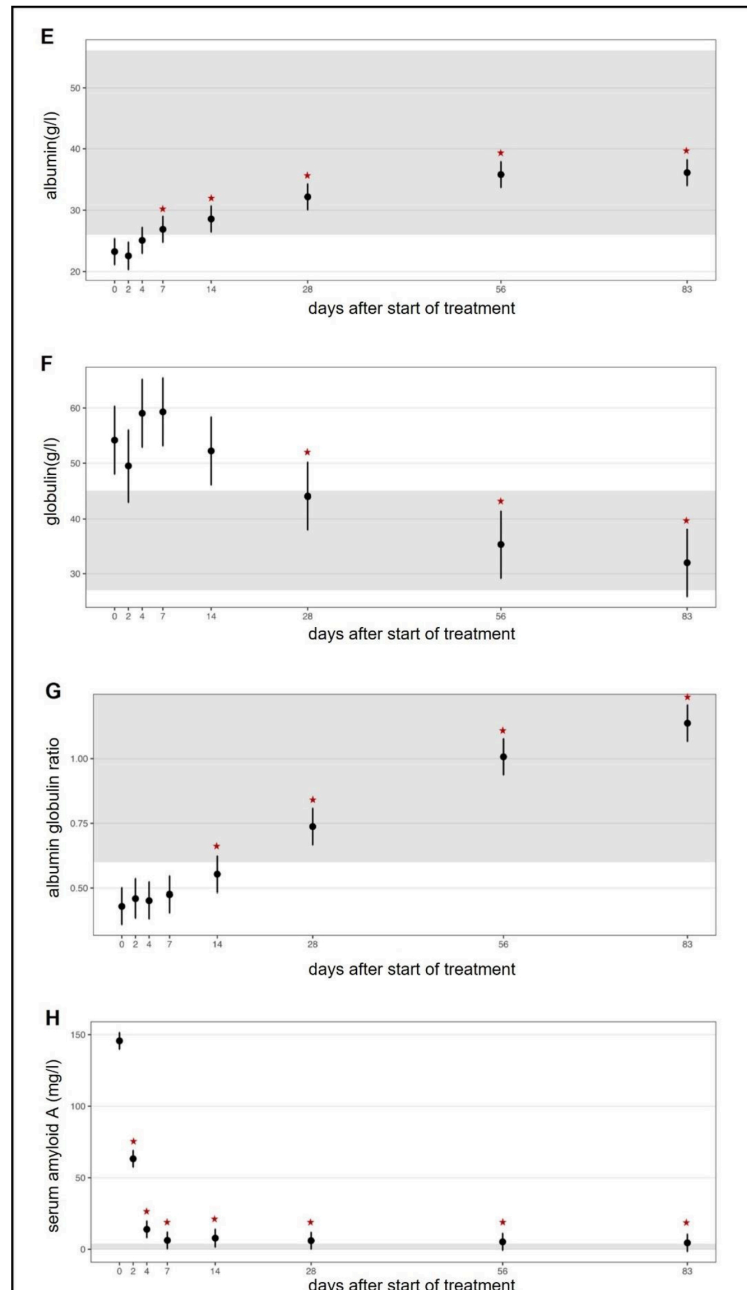 E
albumin(g/l)
50
40
30
20
0 2 4 7 14 28 56 83
days after start of treatment
F
globulin(g/l)
60
50
40
30
0 2 4 7 14 28 56 83
days after start of treatment
G
albumin globulin ratio
1.00
0.75
0.50
0 2 4 7 14 28 56 83
days after start of treatment
H
serum amyloid A (mg/l)
150
100
50
0
0 2 4 7 14 28 56 83
days after start of treatment